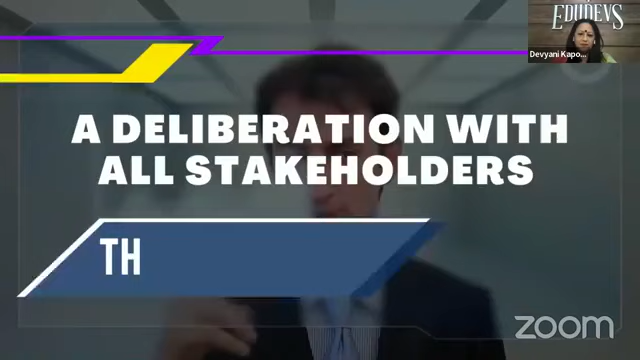 EDUDEVS
Devyani Kapo...
A DELIBERATION WITH
ALL STAKEHOLDERS
TH
zoom